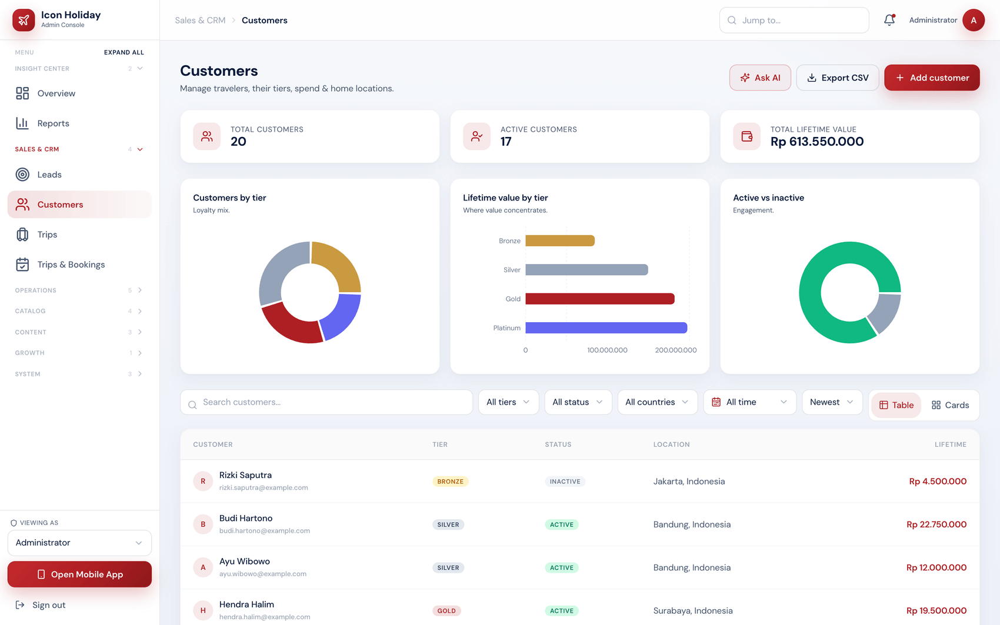 Icon Holiday
Admin Console
MENU EXPAND ALL
INSIGHT CENTER 2
Overview
Reports
SALES & CRM 4
Leads
Customers
Trips
Trips & Bookings
OPERATIONS 5
CATALOG 4
CONTENT 3
GROWTH 1
SYSTEM 3
VIEWING AS
Administrator
Open Mobile App
Sign out
Sales & CRM > Customers
Jump to...
Administrator A
Customers
Manage travelers, their tiers, spend & home locations.
Ask AI
Export CSV
+ Add customer
TOTAL CUSTOMERS
20
ACTIVE CUSTOMERS
17
TOTAL LIFETIME VALUE
Rp 613.550.000
Customers by tier
Loyalty mix.
Lifetime value by tier
Where value concentrates.
Bronze
Silver
Gold
Platinum
0 100.000.000 200.000.000
Active vs inactive
Engagement.
Search customers...
All tiers
All status
All countries
All time
Newest
Table
Cards
CUSTOMER TIER STATUS LOCATION LIFETIME
R Rizki Saputra BRONZE INACTIVE Jakarta, Indonesia Rp 4.500.000
rizki.saputra@example.com
B Budi Hartono SILVER ACTIVE Bandung, Indonesia Rp 22.750.000
budi.hartono@example.com
A Ayu Wibowo SILVER ACTIVE Bandung, Indonesia Rp 12.000.000
ayu.wibowo@example.com
H Hendra Halim GOLD ACTIVE Surabaya, Indonesia Rp 19.500.000
hendra.halim@example.com